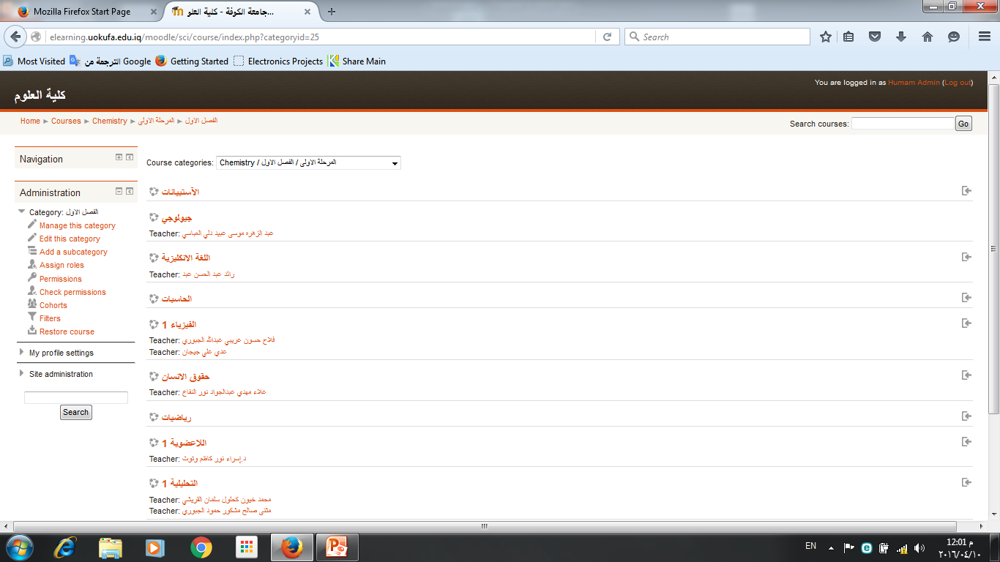 Mozilla Firefox Start Page
جامعة الكوفة - كلية العلو...
elearning.uokufa.edu.iq/moodle/sci/course/index.php?categoryid=25
Search
Most Visited
الترجمة من Google
Getting Started
Electronics Projects
Share Main
You are logged in as Humam Admin (Log out)
كلية العلوم
Home ► Courses ► Chemistry ► المرحلة الاولى ► الفصل الاول
Search courses:
Go
Navigation
Course categories: Chemistry / المرحلة الاولى / الفصل الاول
Administration
Category: الفصل الاول
Manage this category
Edit this category
Add a subcategory
Assign roles
Permissions
Check permissions
Cohorts
Filters
Restore course
My profile settings
Site administration
Search
الآستبيانات
جيولوجي
Teacher: عبد الزهره موسى عبيد دلي العباسي
اللغة الانكليزية
Teacher: رائد عبد الحسن عبد
الحاسبات
الفيزياء 1
Teacher: فلاح حسون عريبي عبدالله الجبوري
Teacher: عدي علي جيجان
حقوق الانسان
Teacher: علاء مهدي عبدالجواد نور النفاخ
رياضيات
اللاعضوية 1
Teacher: د.إسراء نور كاظم وتوت
التحليلية 1
Teacher: محمد خيون كحلول سلمان القريشي
Teacher: مثنى صالح مشكور حمود الجبوري
EN
12:01 م
٢٠١٦/٠٤/١٠